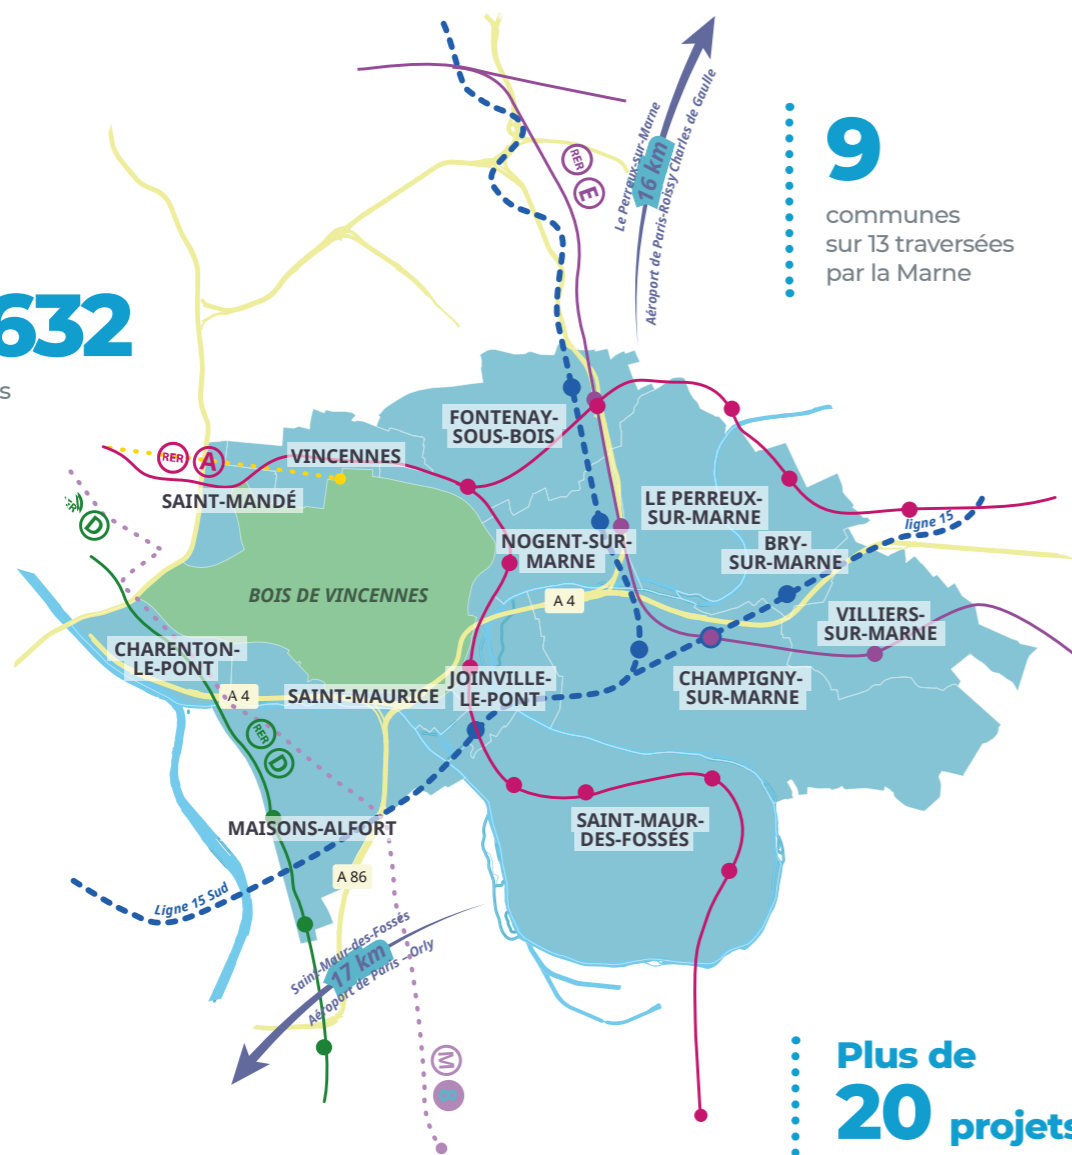 9
communes
sur 13 traversées
par la Marne
632
s
Le Perreux-sur-Marne
16 km
Aéroport de Paris-Roissy Charles de Gaulle
RER
E
FONTENAY-
SOUS-BOIS
RER A
VINCENNES
SAINT-MANDÉ
D
LE PERREUX-
SUR-MARNE
ligne 15
NOGENT-SUR-
MARNE
BRY-
SUR-MARNE
BOIS DE VINCENNES
A 4
VILLIERS-
SUR-MARNE
CHARENTON-
LE-PONT
A 4
SAINT-MAURICE
JOINVILLE-
LE-PONT
CHAMPIGNY-
SUR-MARNE
RER
D
MAISONS-ALFORT
SAINT-MAUR-
DES-FOSSÉS
A 86
Ligne 15 Sud
Saint-Maur-des-Fossés
17 km
Aéroport de Paris –Orly
M
8
Plus de
20 projets